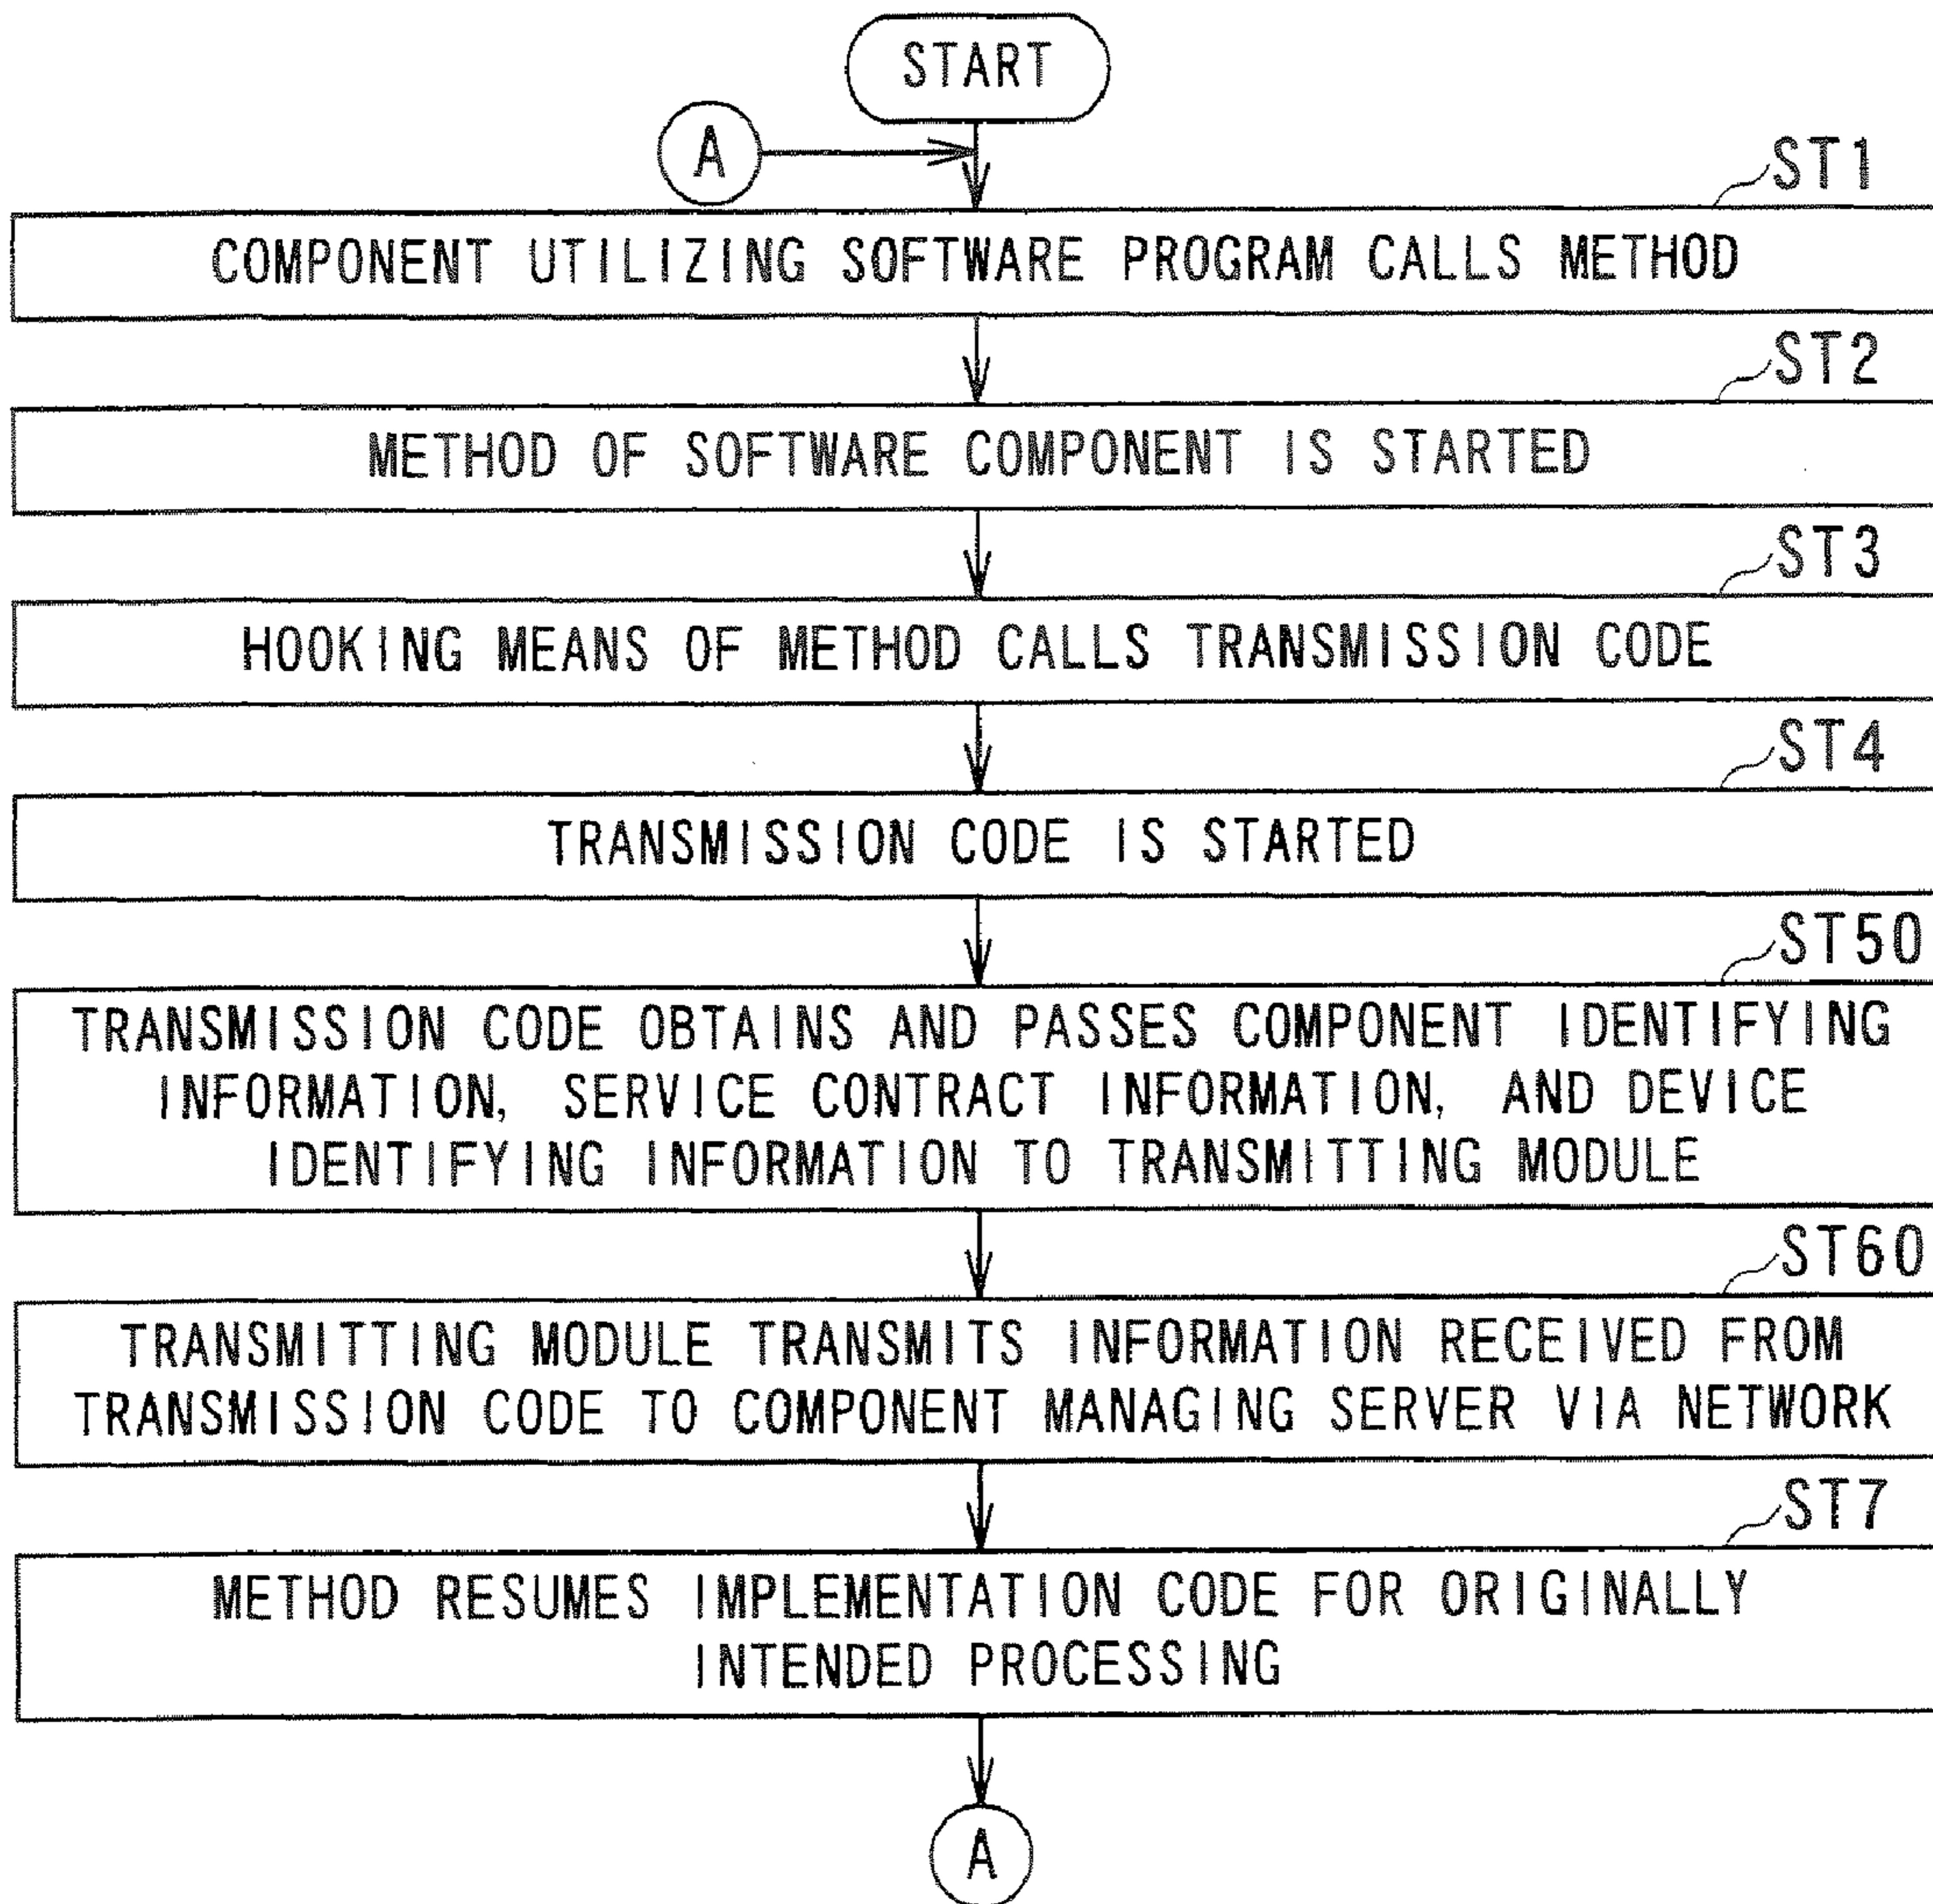 START
A
ST1
COMPONENT UTILIZING SOFTWARE PROGRAM CALLS METHOD
ST2
METHOD OF SOFTWARE COMPONENT IS STARTED
ST3
HOOKING MEANS OF METHOD CALLS TRANSMISSION CODE
ST4
TRANSMISSION CODE IS STARTED
ST50
TRANSMISSION CODE OBTAINS AND PASSES COMPONENT IDENTIFYING
INFORMATION, SERVICE CONTRACT INFORMATION, AND DEVICE
IDENTIFYING INFORMATION TO TRANSMITTING MODULE
ST60
TRANSMITTING MODULE TRANSMITS INFORMATION RECEIVED FROM
TRANSMISSION CODE TO COMPONENT MANAGING SERVER VIA NETWORK
ST7
METHOD RESUMES IMPLEMENTATION CODE FOR ORIGINALLY
INTENDED PROCESSING
A